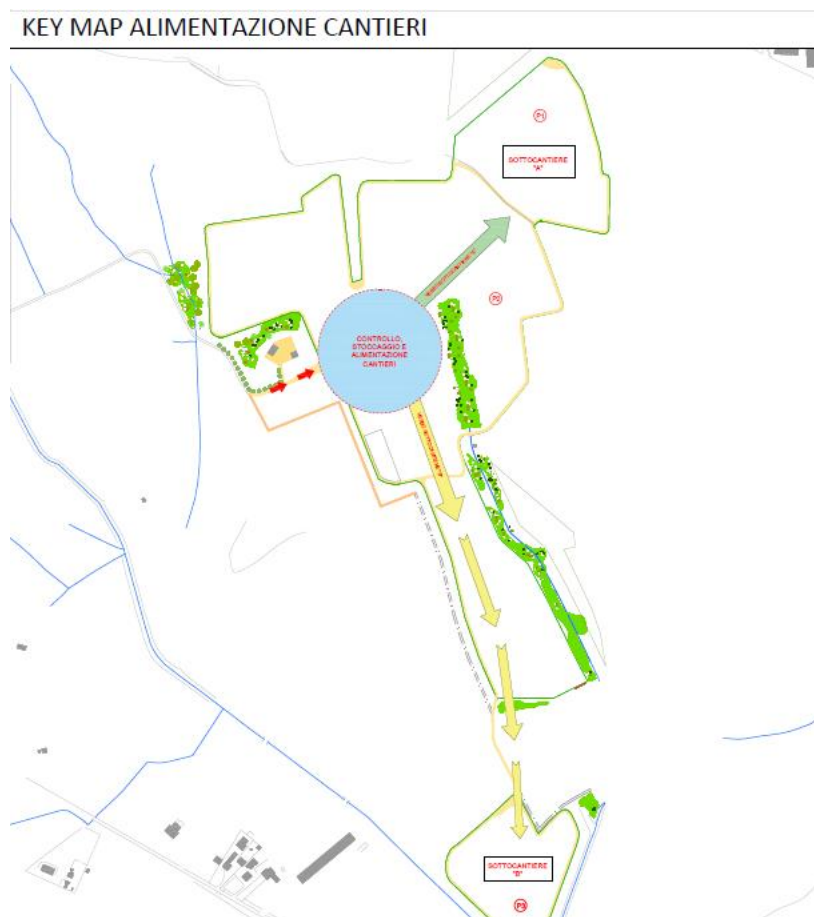 KEY MAP ALIMENTAZIONE CANTIERI
P1
SOTTOCANTIERE
"A"
P2
CONTROLLO,
STOCCAGGIO E
ALIMENTAZIONE
CANTIERI
SOTTOCANTIERE
"B"
P3